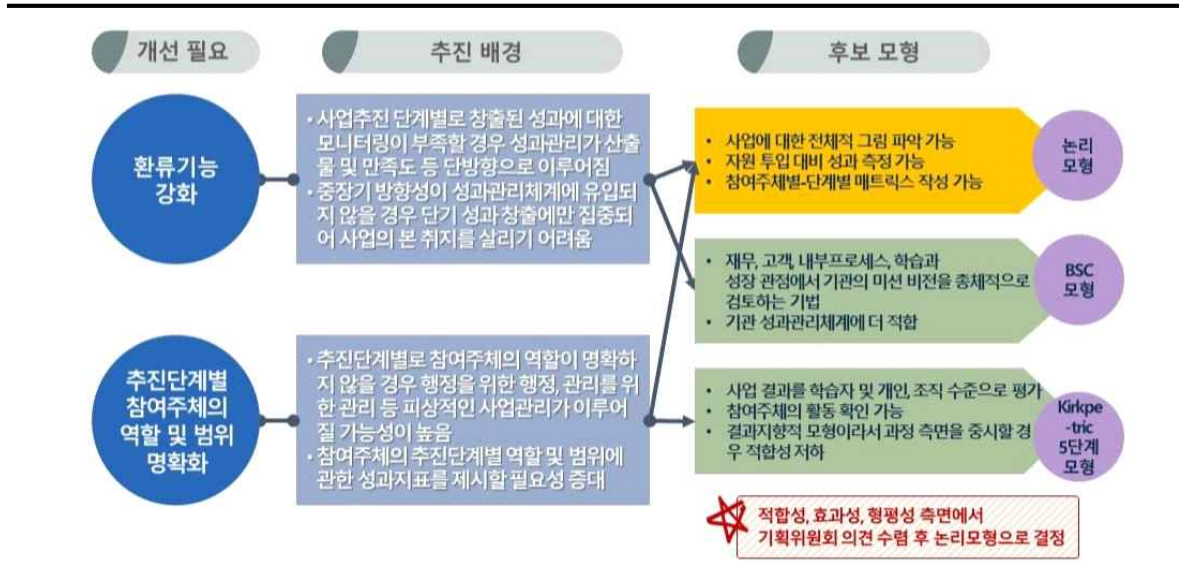 개선 필요
추진 배경
후보 모형
환류기능
강화
• 사업추진 단계별로 창출된 성과에 대한
모니터링이 부족할 경우 성과관리가 산출
물 및 만족도 등 단방향으로 이루어짐
• 중장기 방향성이 성과관리체계에 유입되
지 않을 경우 단기 성과 창출에만 집중되
어 사업의 본 취지를 살리기 어려움
• 사업에 대한 전체적 그림 파악 가능
• 자원 투입 대비 성과 측정 가능
• 참여주체별-단계별 매트릭스 작성 가능
논리
모형
• 재무, 고객, 내부프로세스, 학습과
성장 관점에서 기관의 미션 비전을 총체적으로
검토하는 기법
• 기관 성과관리체계에 더 적합
BSC
모형
추진단계별
참여주체의
역할 및 범위
명확화
• 추진단계별로 참여주체의 역할이 명확하
지 않을 경우 행정을 위한 행정, 관리를 위
한 관리 등 피상적인 사업관리가 이루어
질 가능성이 높음
• 참여주체의 추진단계별 역할 및 범위에
관한 성과지표를 제시할 필요성 증대
• 사업 결과를 학습자 및 개인, 조직 수준으로 평가
• 참여주체의 활동 확인 가능
• 결과지향적 모형이라서 과정 측면을 중시할 경
우 적합성 저하
Kirkpe
-tric
5단계
모형
적합성, 효과성, 형평성 측면에서
기획위원회 의견 수렴 후 논리모형으로 결정